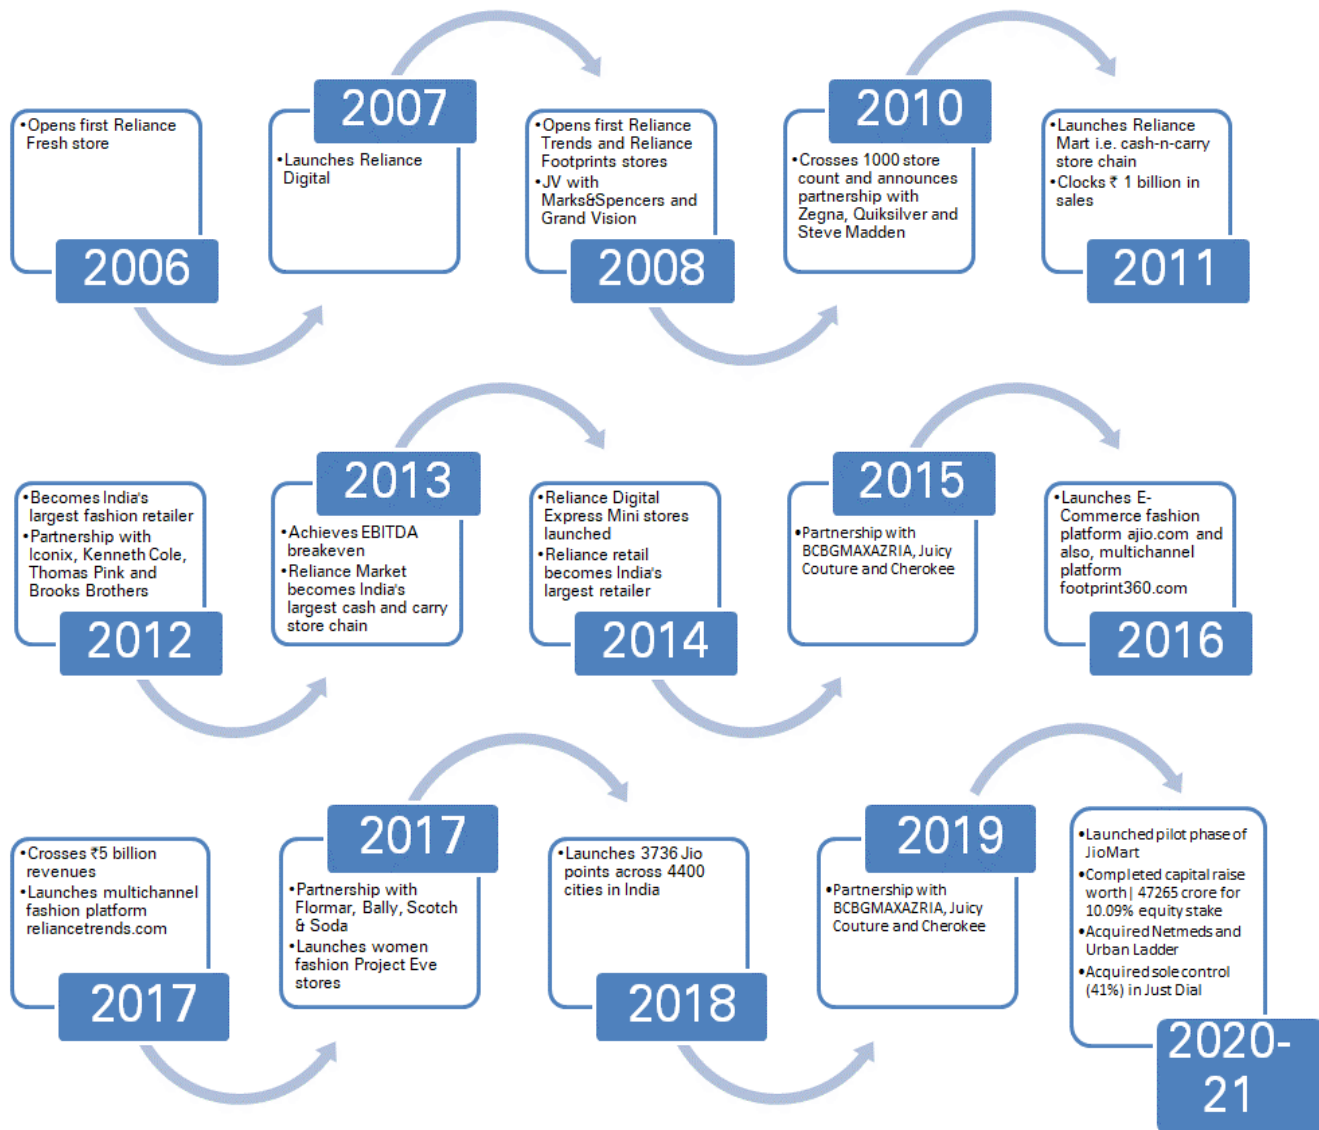 •Opens first Reliance
Fresh store
2006
2007
•Launches Reliance
Digital
•Opens first Reliance
Trends and Reliance
Footprints stores
•JV with
Marks&Spencers and
Grand Vision
2008
2010
•Crosses 1000 store
count and announces
partnership with
Zegna, Quiksilver and
Steve Madden
•Launches Reliance
Mart i.e. cash-n-carry
store chain
•Clocks ₹ 1 billion in
sales
2011
•Becomes India's
largest fashion retailer
•Partnership with
Iconix, Kenneth Cole,
Thomas Pink and
Brooks Brothers
2012
2013
•Achieves EBITDA
breakeven
•Reliance Market
becomes India's
largest cash and carry
store chain
•Reliance Digital
Express Mini stores
launched
•Reliance retail
becomes India's
largest retailer
2014
2015
•Partnership with
BCBGMAXAZRIA, Juicy
Couture and Cherokee
•Launches E-
Commerce fashion
platform ajio.com and
also, multichannel
platform
footprint360.com
2016
•Crosses ₹5 billion
revenues
•Launches multichannel
fashion platform
reliancetrends.com
2017
2017
•Partnership with
Flormar, Bally, Scotch
& Soda
•Launches women
fashion Project Eve
stores
•Launches 3736 Jio
points across 4400
cities in India
2018
2019
•Partnership with
BCBGMAXAZRIA, Juicy
Couture and Cherokee
•Launched pilot phase of
JioMart
•Completed capital raise
worth | 47265 crore for
10.09% equity stake
•Acquired Netmeds and
Urban Ladder
•Acquired sole control
(41%) in Just Dial
2020-
21